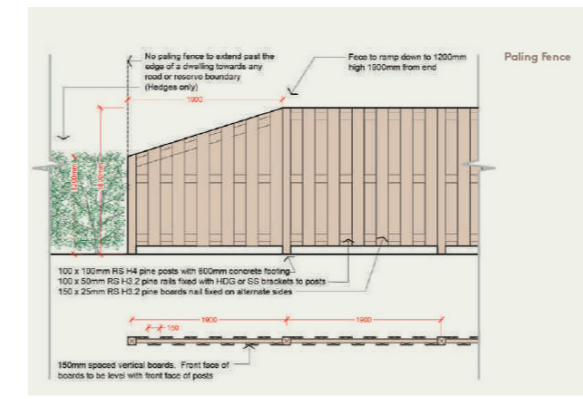 No paling fence to extend past the
edge of a dwelling towards any
road or reserve boundary
(Hedges only)
Fece to ramp down to 1200mm
high 1900mm from end
Paling Fence
1900
1200mm
100 x 100mm RS H4 pine posts with 600mm concrete footing
100 x 50mm RS H3.2 pine rails fixed with HDG or SS brackets to posts
150 x 25mm RS H3.2 pine boards nail fixed on alternate sides
1900
1900
150
150mm spaced vertical boards. Front face of
boards to be level with front face of posts